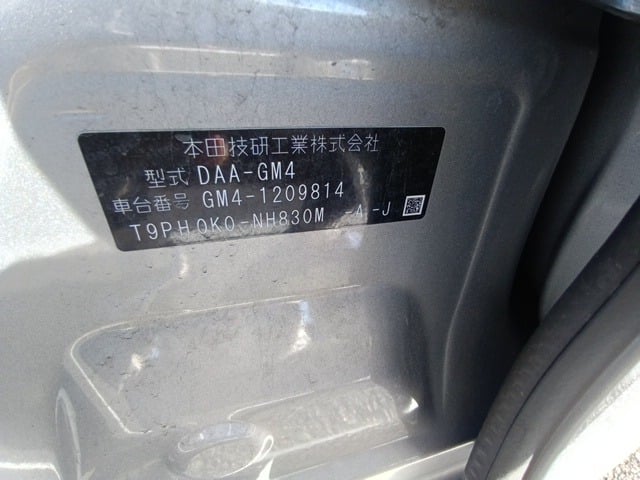 本田技研工業株式会社
型式 DAA-GM4
車台番号 GM4-1209814
T9PH0K0-NH830M -A-J